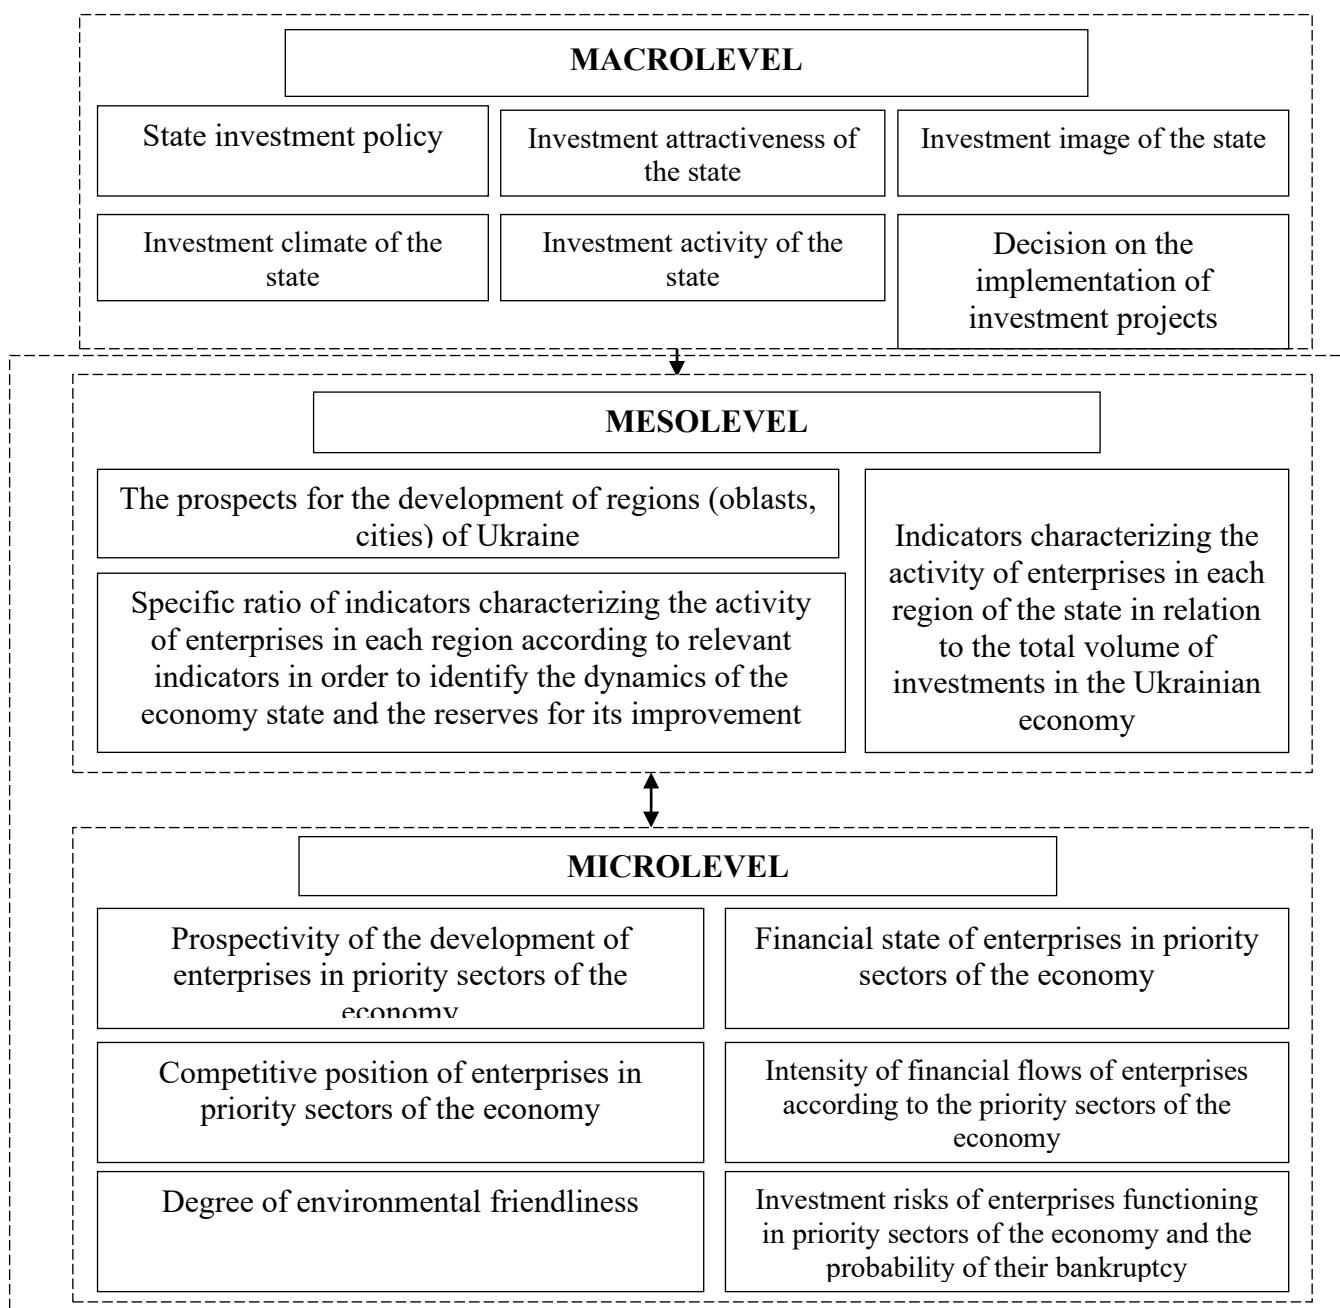 MACROLEVEL
State investment policy
Investment attractiveness of
the state
Investment image of the state
Investment climate of the
state
Investment activity of the
state
Decision on the
implementation of
investment projects
MESOLEVEL
The prospects for the development of regions (oblasts,
cities) of Ukraine
Specific ratio of indicators characterizing the activity
of enterprises in each region according to relevant
indicators in order to identify the dynamics of the
economy state and the reserves for its improvement
Indicators characterizing the
activity of enterprises in each
region of the state in relation
to the total volume of
investments in the Ukrainian
economy
MICROLEVEL
Prospectivity of the development of
enterprises in priority sectors of the
economy
Financial state of enterprises in priority
sectors of the economy
Competitive position of enterprises in
priority sectors of the economy
Intensity of financial flows of enterprises
according to the priority sectors of the
economy
Degree of environmental friendliness
Investment risks of enterprises functioning
in priority sectors of the economy and the
probability of their bankruptcy